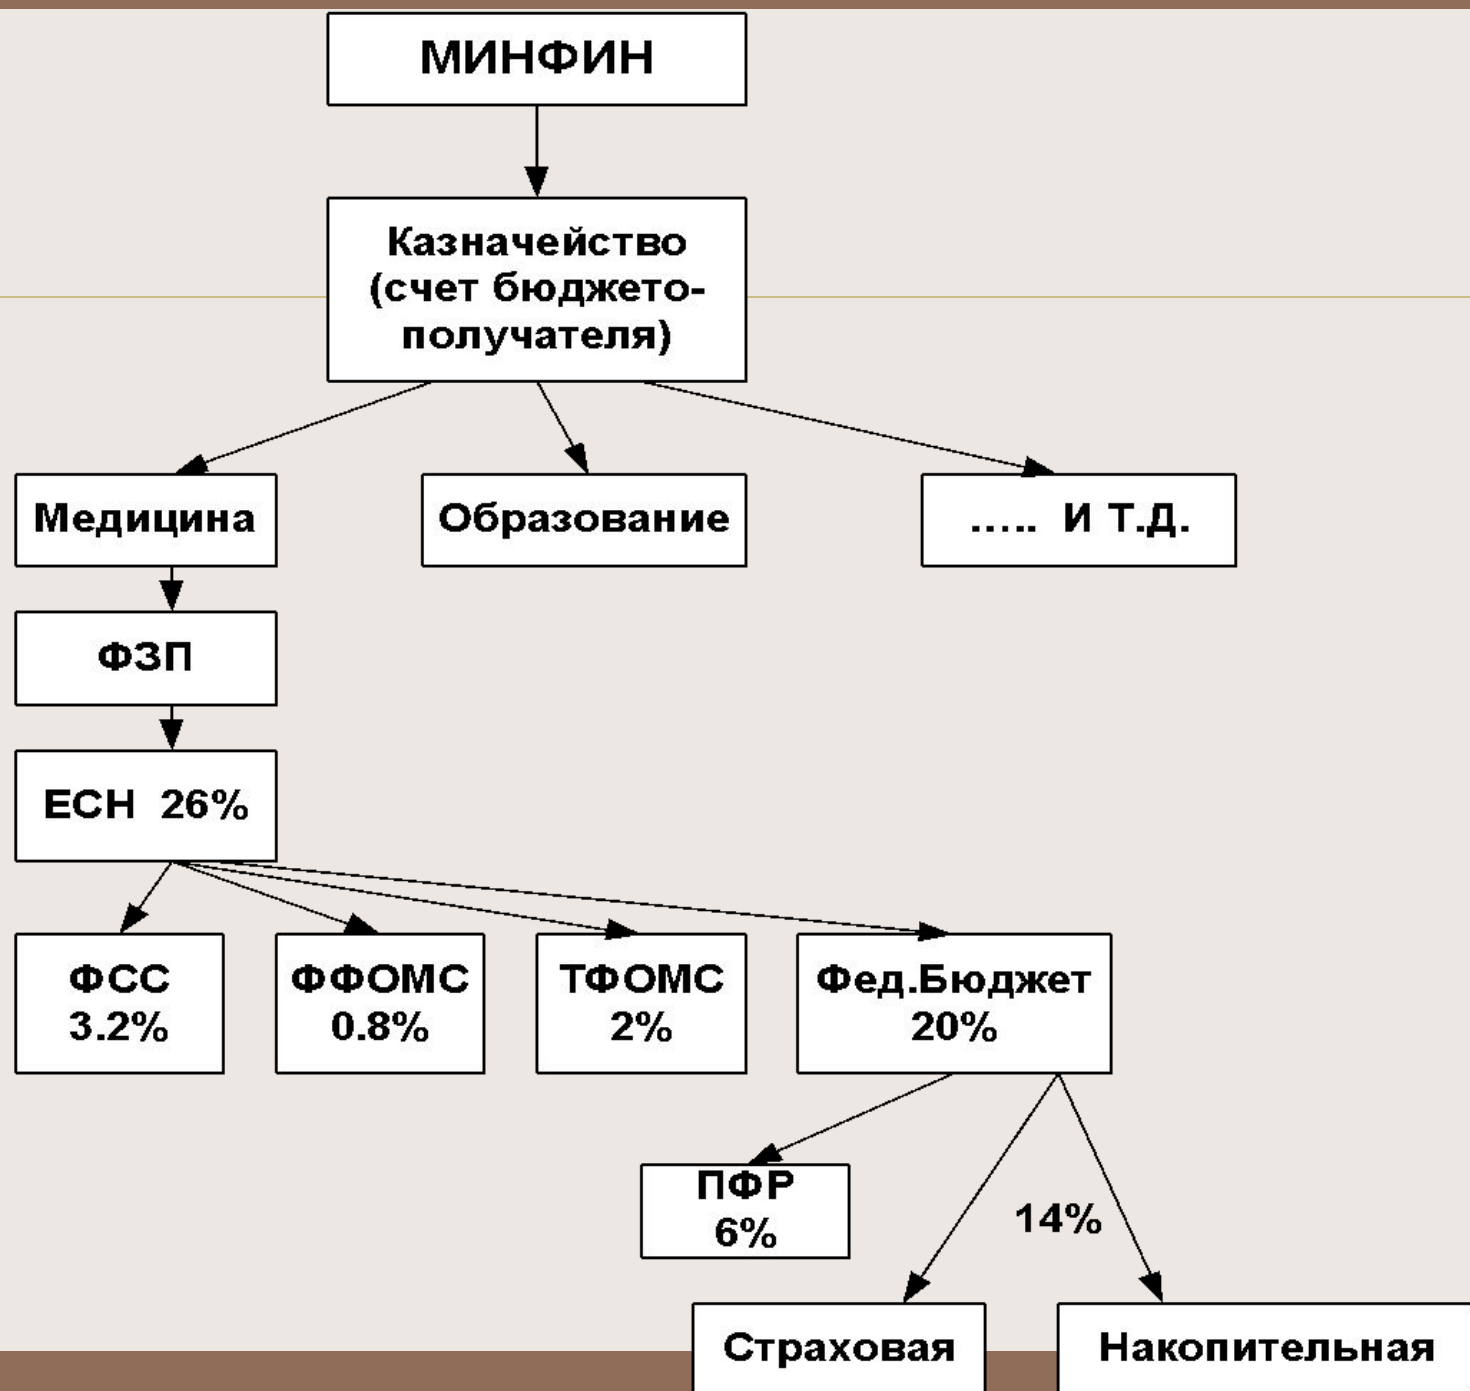 МИНФИН
Казначейство
(счет бюджето-
получателя)
Медицина
Образование
..... И Т.Д.
ФЗП
ЕСН 26%
ФСС
3.2%
ФФОМС
0.8%
ТФОМС
2%
Фед.Бюджет
20%
ПФР
6%
14%
Страховая
Накопительная